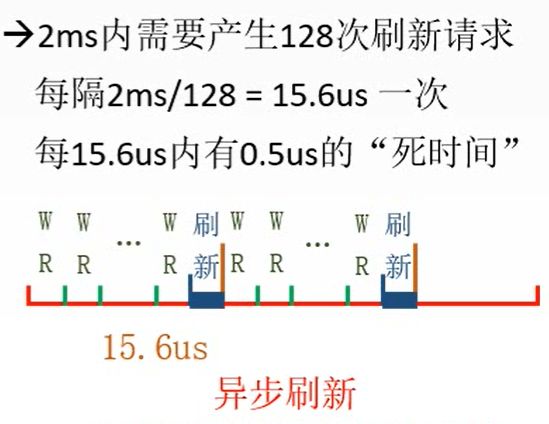 →2ms内需要产生128次刷新请求
每隔2ms/128 = 15.6us 一次
每15.6us内有0.5us的“死时间”
W W ... W 刷 W W ... W 刷
R R R 新 R R R 新
15.6us
异步刷新